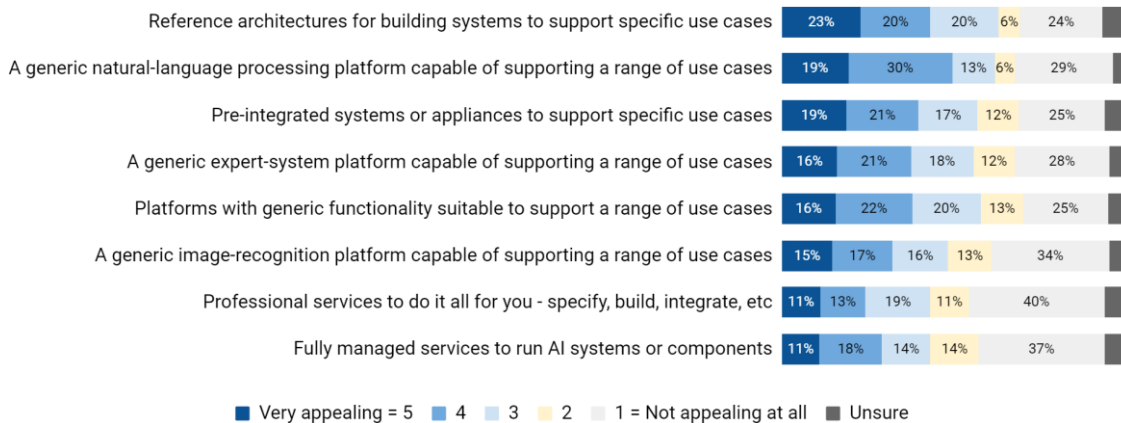 Reference architectures for building systems to support specific use cases 23% 20% 20% 6% 24%
A generic natural-language processing platform capable of supporting a range of use cases 19% 30% 13% 6% 29%
Pre-integrated systems or appliances to support specific use cases 19% 21% 17% 12% 25%
A generic expert-system platform capable of supporting a range of use cases 16% 21% 18% 12% 28%
Platforms with generic functionality suitable to support a range of use cases 16% 22% 20% 13% 25%
A generic image-recognition platform capable of supporting a range of use cases 15% 17% 16% 13% 34%
Professional services to do it all for you - specify, build, integrate, etc 11% 13% 19% 11% 40%
Fully managed services to run AI systems or components 11% 18% 14% 14% 37%
Very appealing = 5 4 3 2 1 = Not appealing at all Unsure